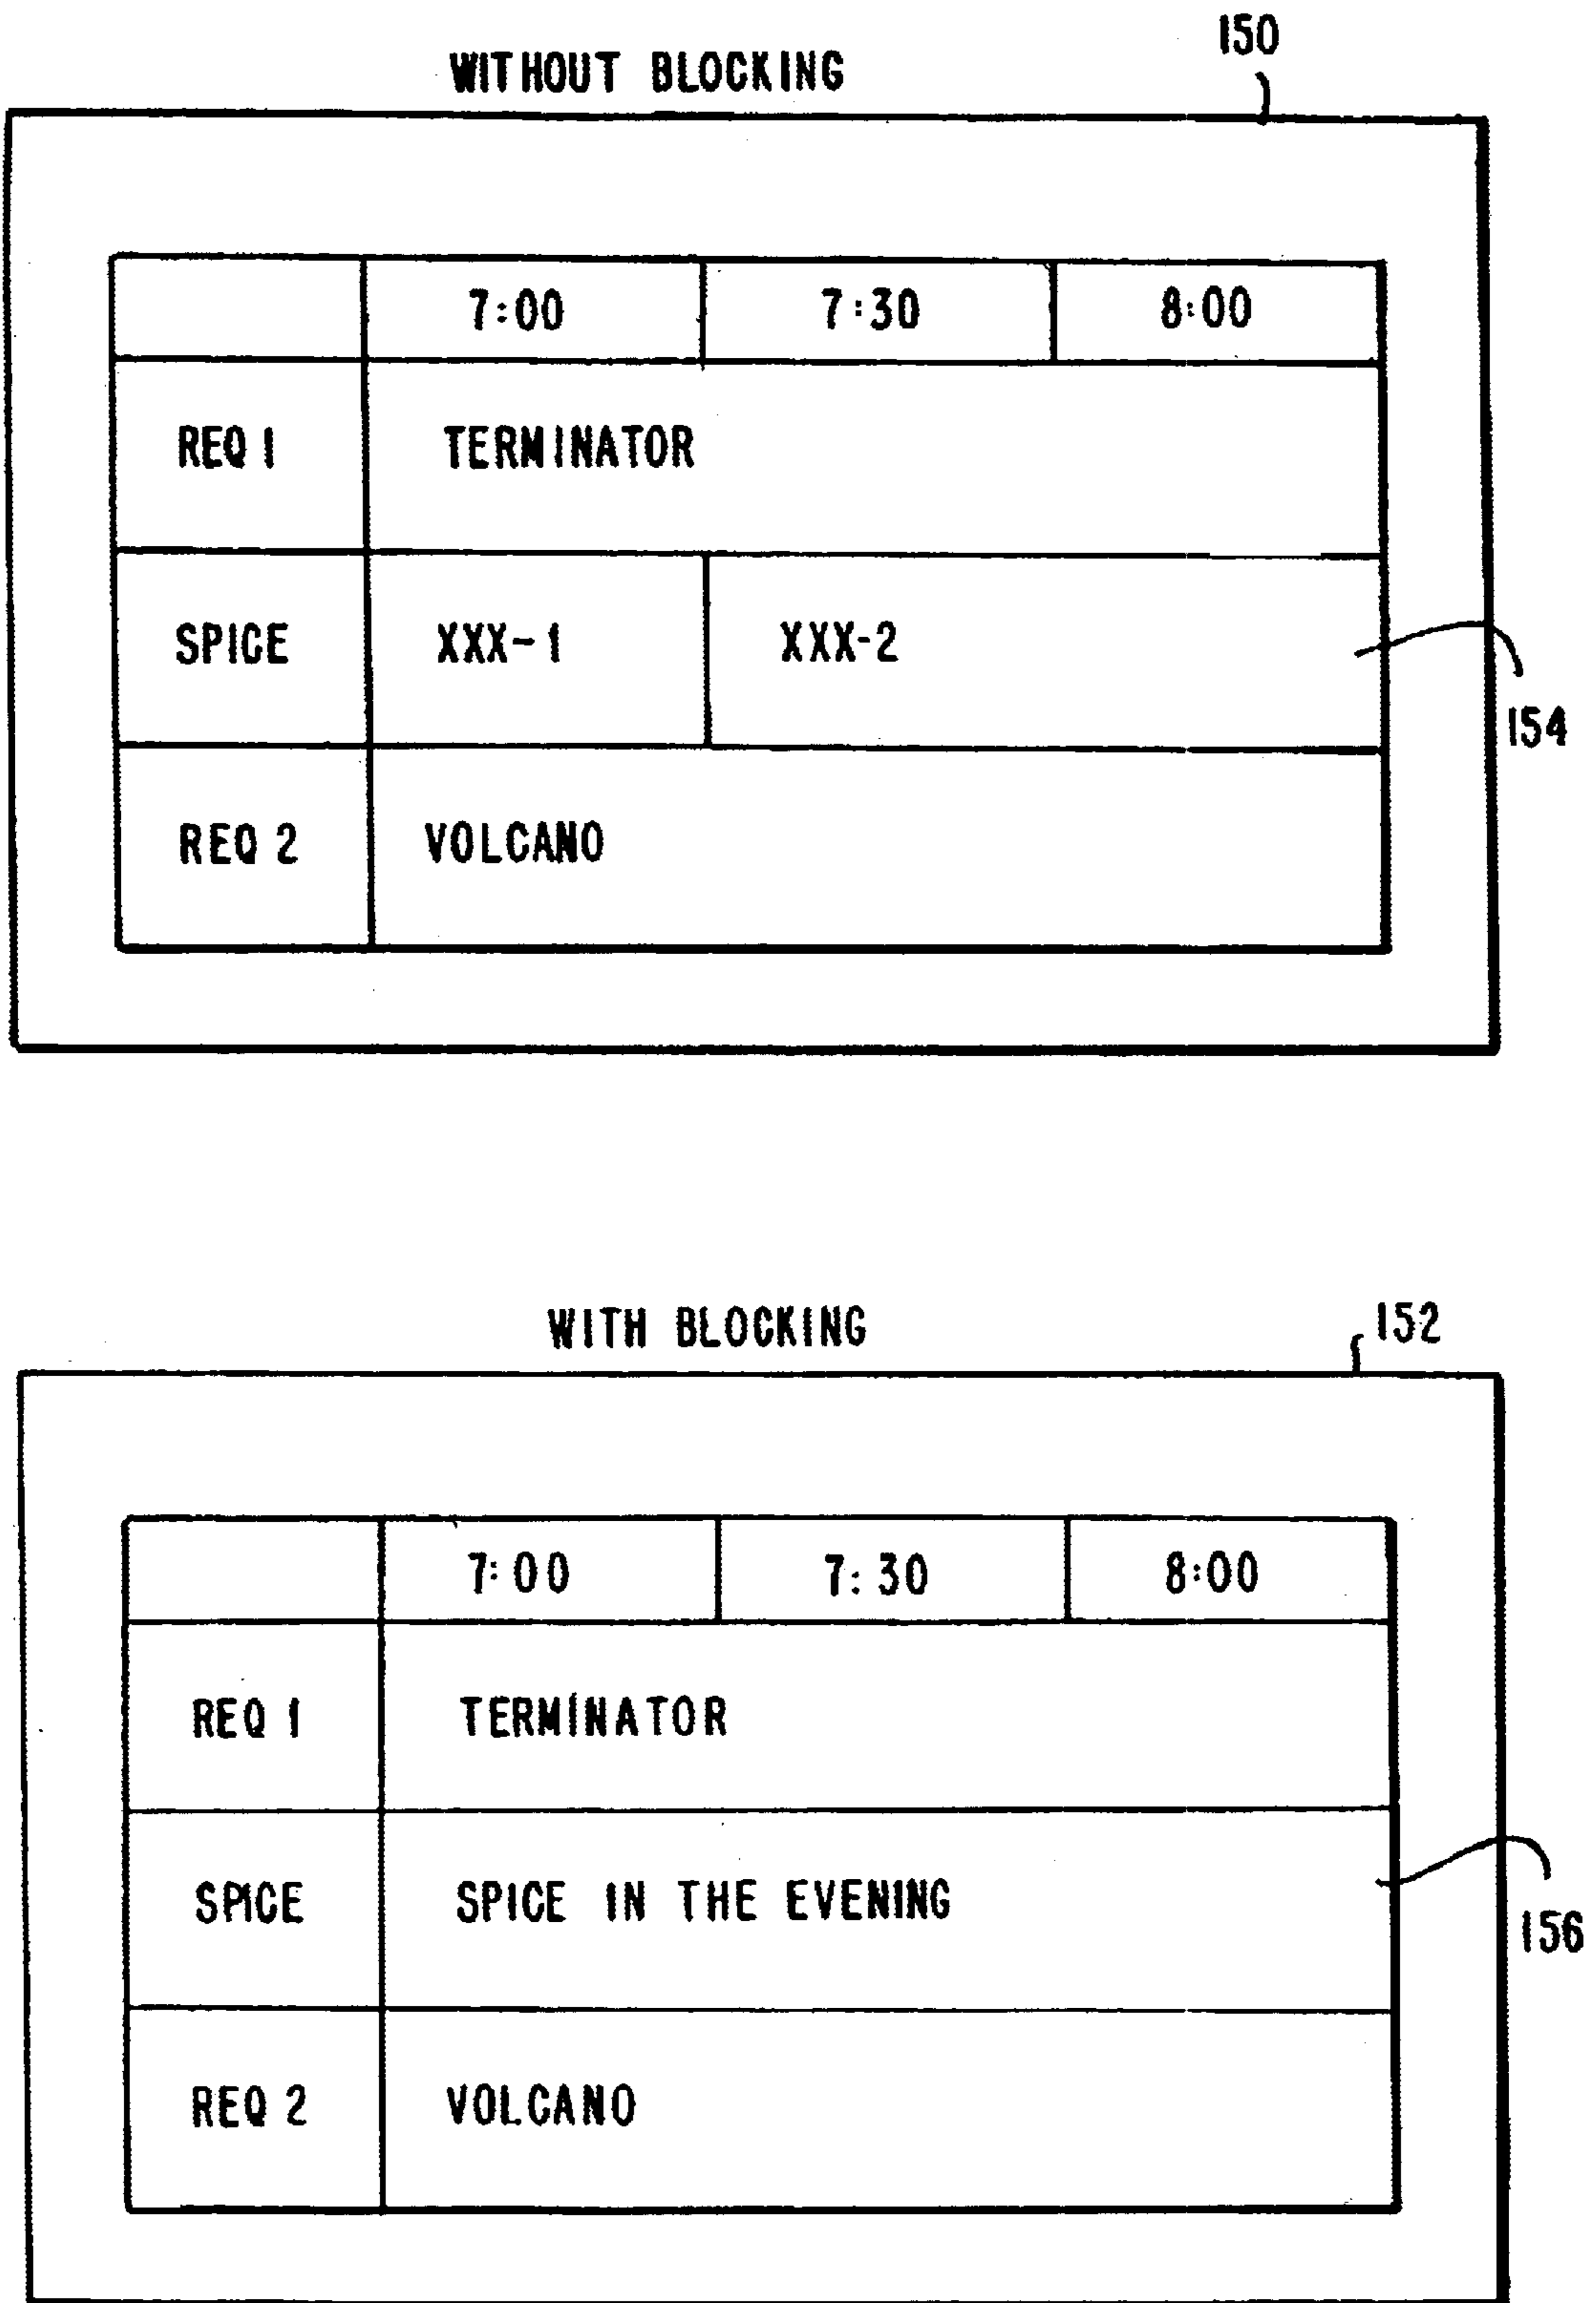 150
WITHOUT BLOCKING
7:00 7:30 8:00
REQ 1 TERMINATOR
SPICE XXX-1 XXX-2
154
REQ 2 VOLCANO
WITH BLOCKING 152
7:00 7:30 8:00
REQ 1 TERMINATOR
SPICE SPICE IN THE EVENING
156
REQ 2 VOLCANO